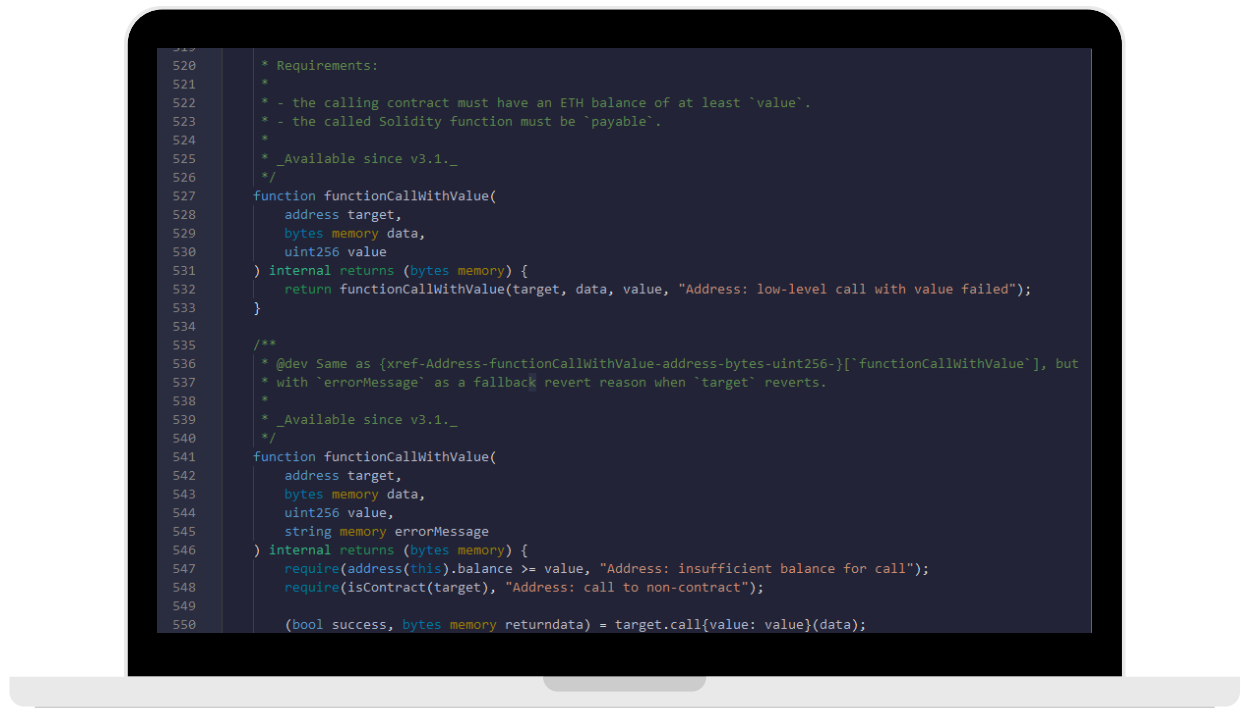 519
520 * Requirements:
521 *
522 * - the calling contract must have an ETH balance of at least `value`.
523 * - the called Solidity function must be `payable`.
524 *
525 * _Available since v3.1._
526 */
527 function functionCallWithValue(
528 address target,
529 bytes memory data,
530 uint256 value
531 ) internal returns (bytes memory) {
532 return functionCallWithValue(target, data, value, "Address: low-level call with value failed");
533 }
534
535 /**
536 * @dev Same as {xref-Address-functionCallWithValue-address-bytes-uint256-}[`functionCallWithValue`], but
537 * with `errorMessage` as a fallback revert reason when `target` reverts.
538 *
539 * _Available since v3.1._
540 */
541 function functionCallWithValue(
542 address target,
543 bytes memory data,
544 uint256 value,
545 string memory errorMessage
546 ) internal returns (bytes memory) {
547 require(address(this).balance >= value, "Address: insufficient balance for call");
548 require(isContract(target), "Address: call to non-contract");
549
550 (bool success, bytes memory returndata) = target.call{value: value}(data);